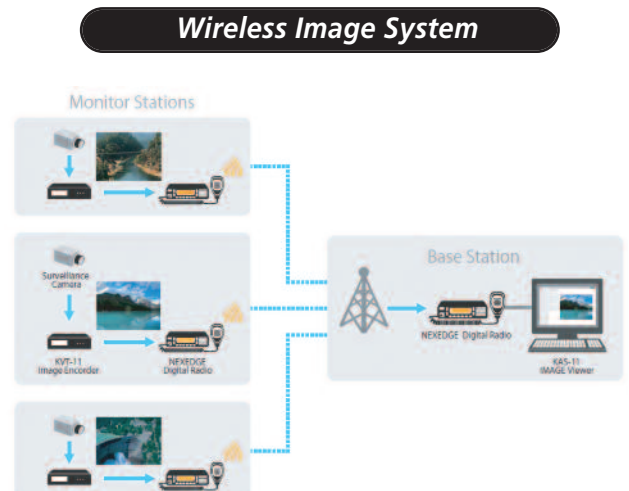 Wireless Image System
Monitor Stations
Surveillance
Camera
KVT-11
Image Encorder
NEXEDGE
Digital Radio
Base Station
NEXEDGE Digital Radio
KAS-11
IMAGE Viewer